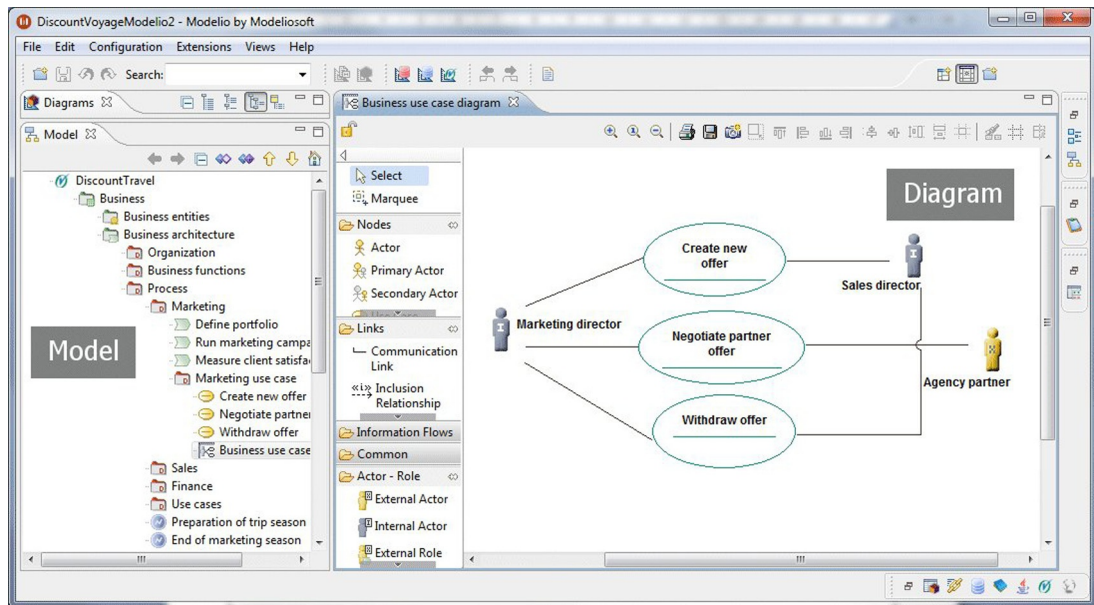 DiscountVoyageModelio2 - Modelio by Modeliosoft
File Edit Configuration Extensions Views Help
Search:
Diagrams
Model
DiscountTravel
Business
Business entities
Business architecture
Organization
Business functions
Process
Marketing
Define portfolio
Run marketing campa
Measure client satisfa
Marketing use case
Create new offer
Negotiate partner
Withdraw offer
Business use case
Sales
Finance
Use cases
Preparation of trip season
End of marketing season
Model
Business use case diagram
Select
Marquee
Nodes
Actor
Primary Actor
Secondary Actor
Links
Communication
Link
«i» Inclusion
Relationship
Information Flows
Common
Actor - Role
External Actor
Internal Actor
External Role
Diagram
Create new
offer
Sales director
Marketing director
Negotiate partner
offer
Agency partner
Withdraw offer